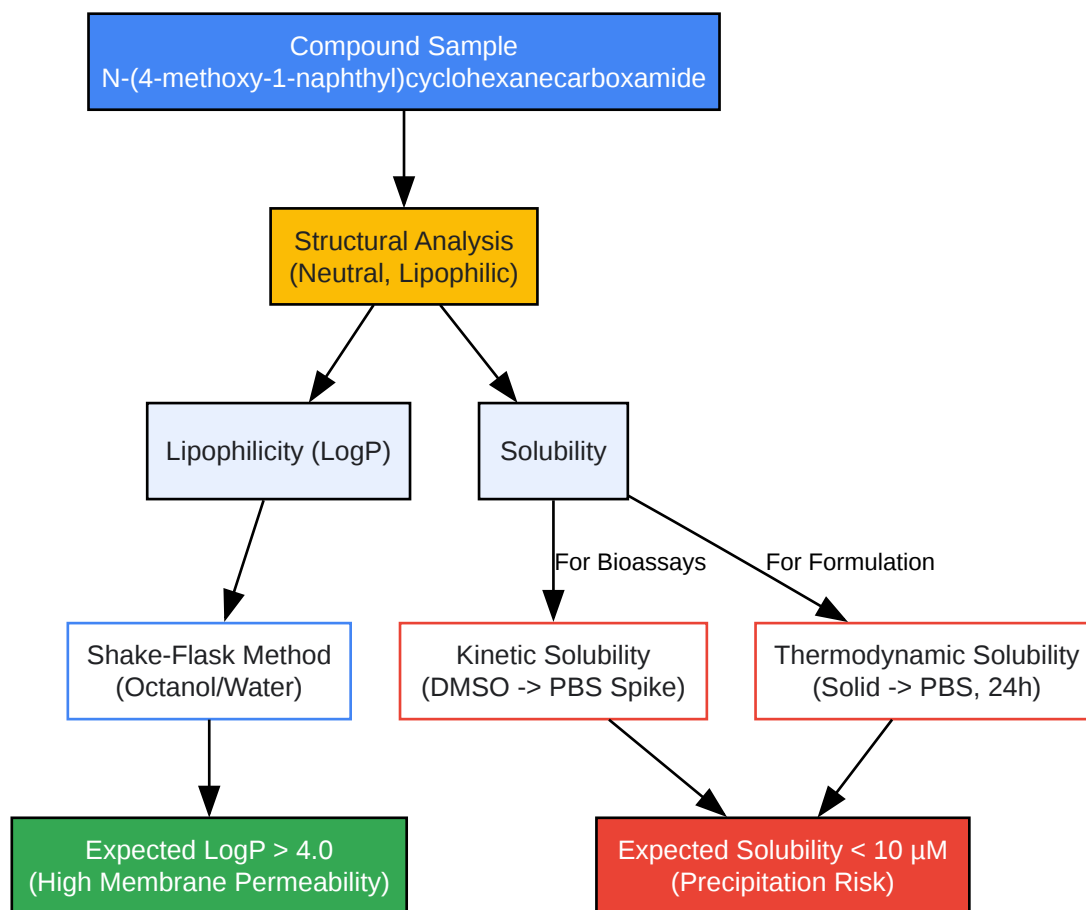 Compound Sample
N-(4-methoxy-1-naphthyl)cyclohexanecarboxamide
Structural Analysis
(Neutral, Lipophilic)
Lipophilicity (LogP)
Solubility
For Bioassays
For Formulation
Shake-Flask Method
(Octanol/Water)
Kinetic Solubility
(DMSO -> PBS Spike)
Thermodynamic Solubility
(Solid -> PBS, 24h)
Expected LogP > 4.0
(High Membrane Permeability)
Expected Solubility < 10 µM
(Precipitation Risk)